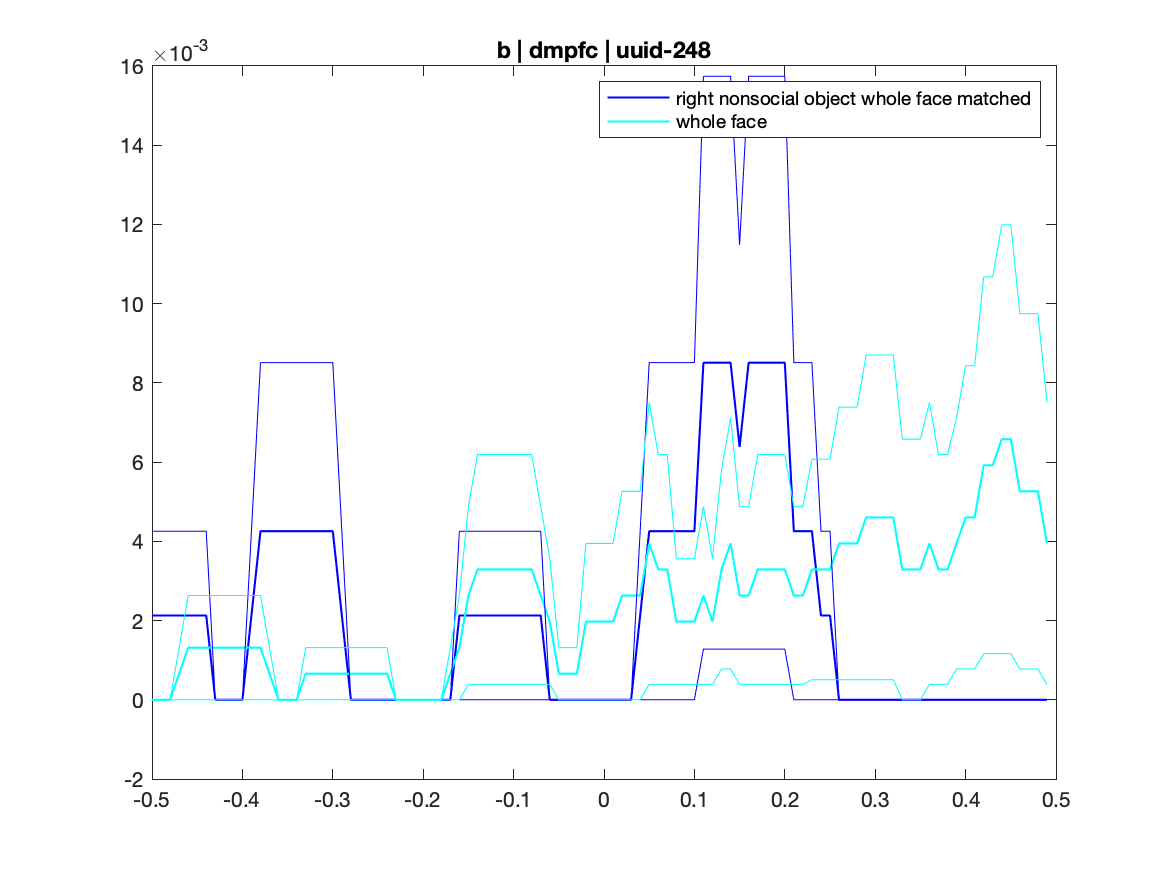 ×10-3
b | dmpfc | uuid-248
16
14
12
10
8
6
4
2
0
-2
right nonsocial object whole face matched
whole face
-0.5 -0.4 -0.3 -0.2 -0.1 0 0.1 0.2 0.3 0.4 0.5